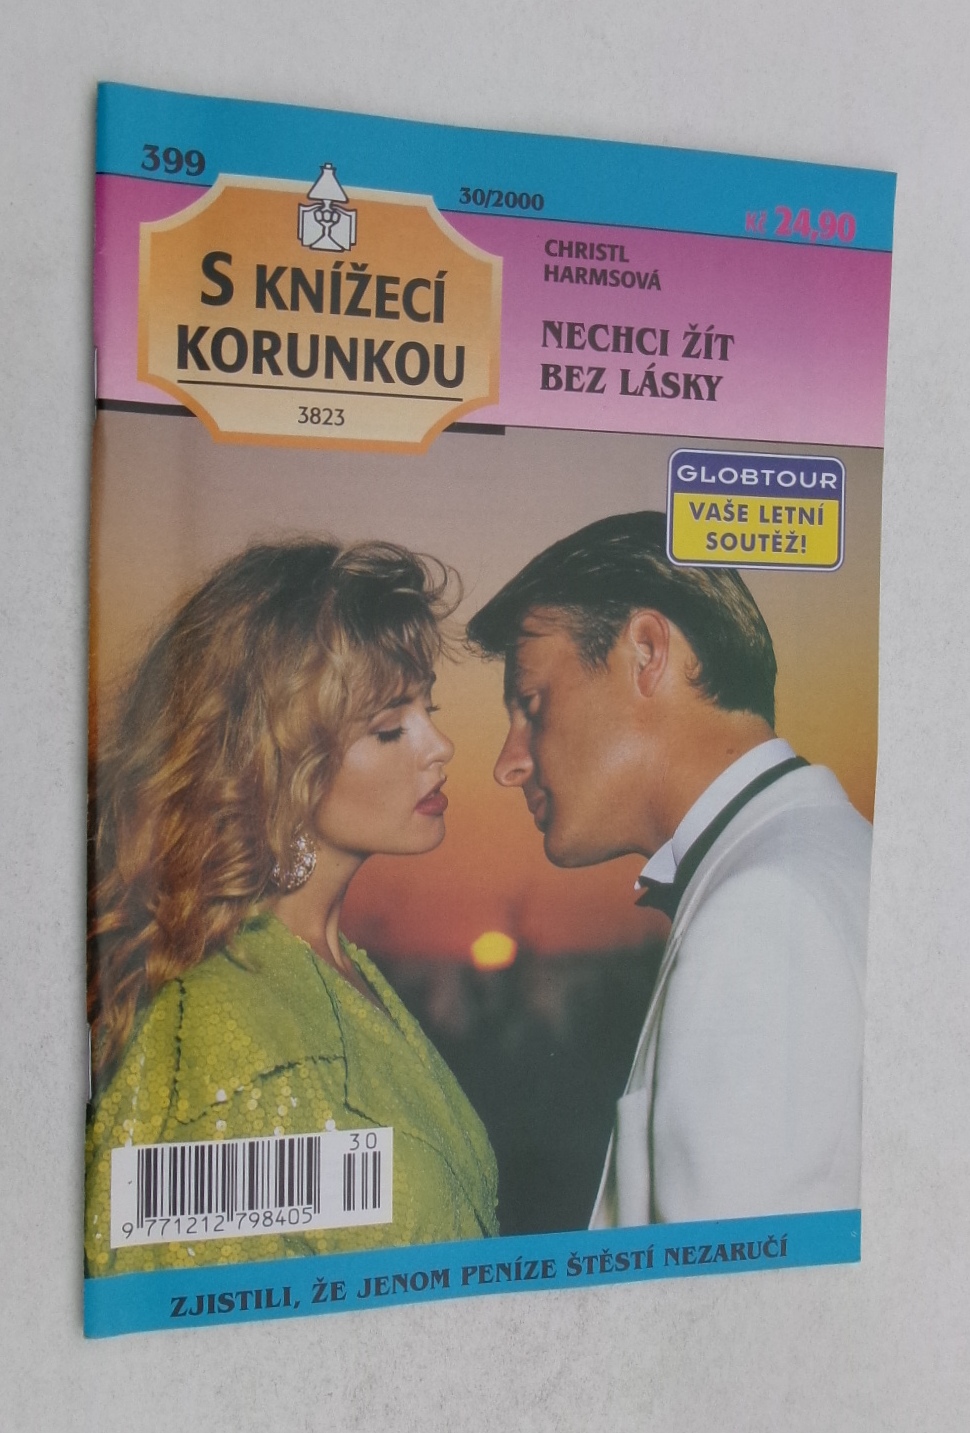 399
30/2000
Kč 24,90
S KNÍŽECÍ
KORUNKOU
3823
CHRISTL
HARMSOVÁ
NECHCI ŽÍT
BEZ LÁSKY
GLOBTOUR
VAŠE LETNÍ
SOUTĚŽ!
30
9 771212 798405
ZJISTILI, ŽE JENOM PENÍZE ŠTĚSTÍ NEZARUČÍ